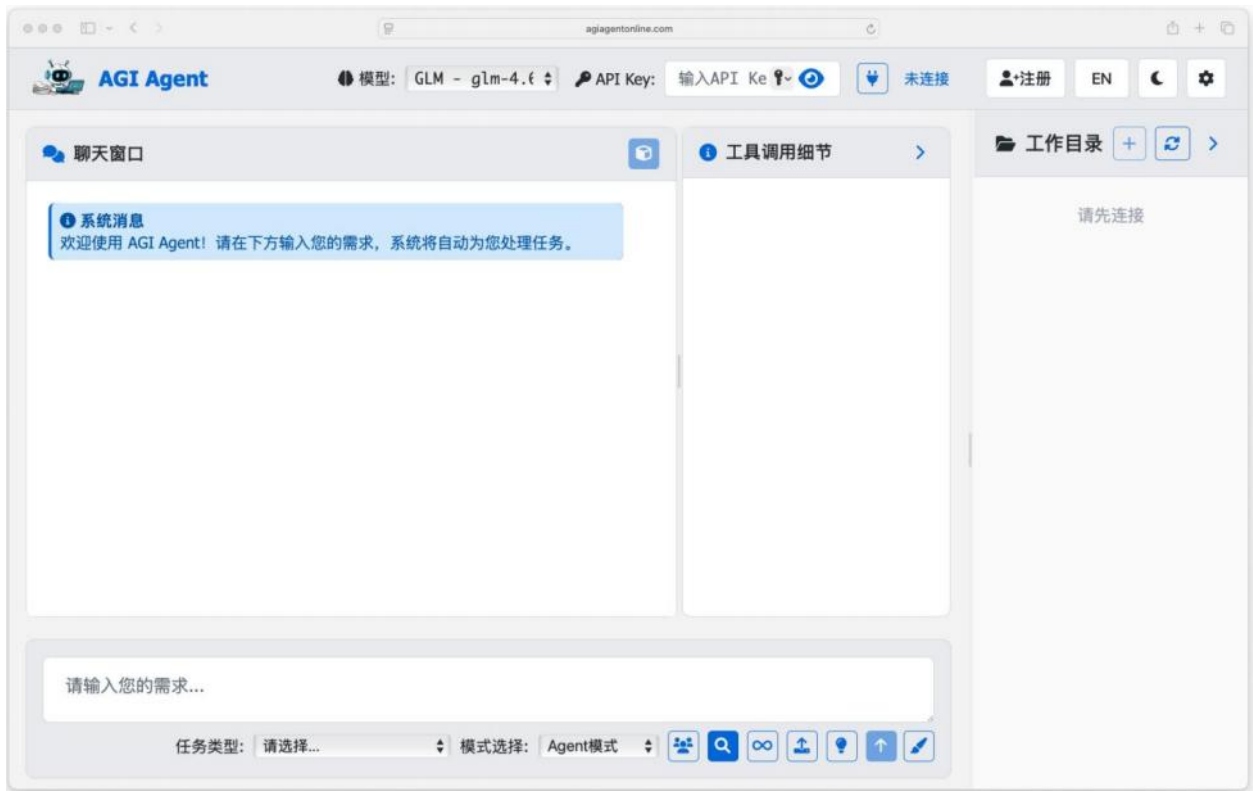 agiagentonline.com
AGI Agent
模型: GLM - glm-4.6
API Key: 输入API Ke
未连接
注册
EN
聊天窗口
工具调用细节
工作目录
系统消息
欢迎使用 AGI Agent! 请在下方输入您的需求, 系统将自动为您处理任务。
请先连接
请输入您的需求...
任务类型: 请选择...
模式选择: Agent模式